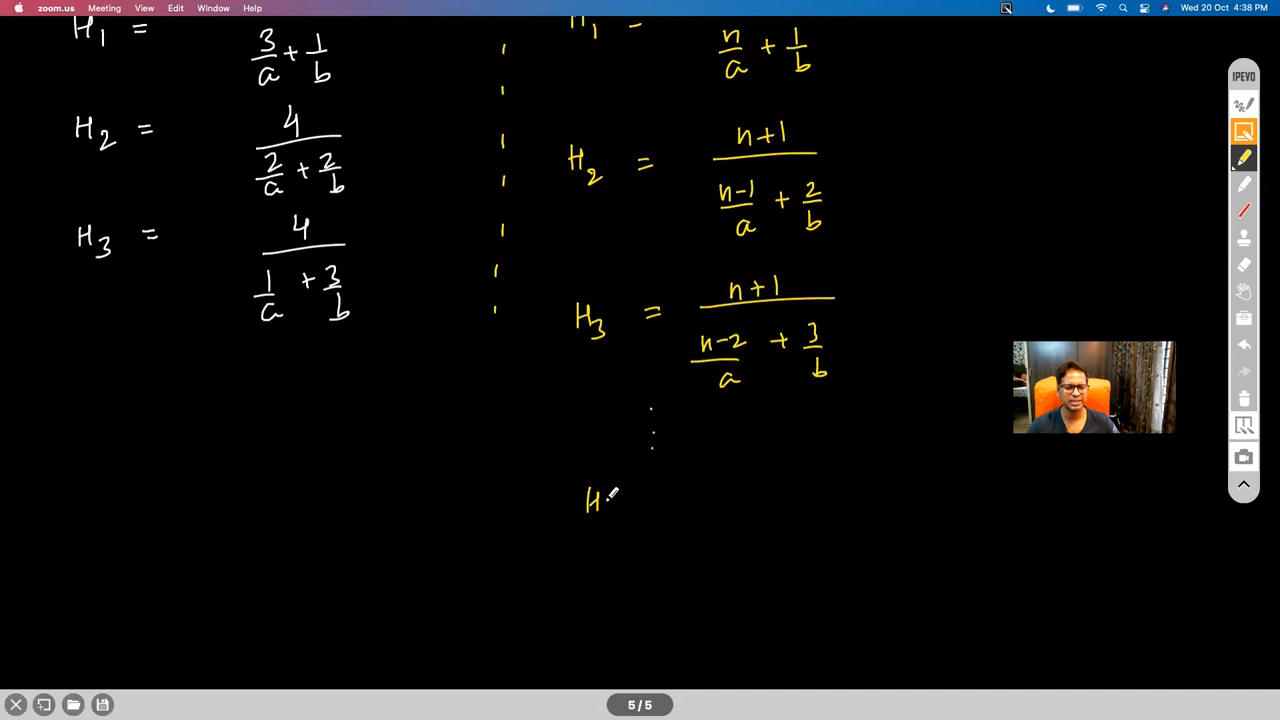 zoom.us Meeting View Edit Window Help Wed 20 Oct 4:38 PM
IPEVO
H₁ =
3/a + 1/b
H₂ = 4 / (2/a + 2/b)
H₃ = 4 / (1/a + 3/b)
H₁ =
n/a + 1/b
H₂ = n+1 / (n-1/a + 2/b)
H₃ = n+1 / (n-2/a + 3/b)
⋮
H
5/5